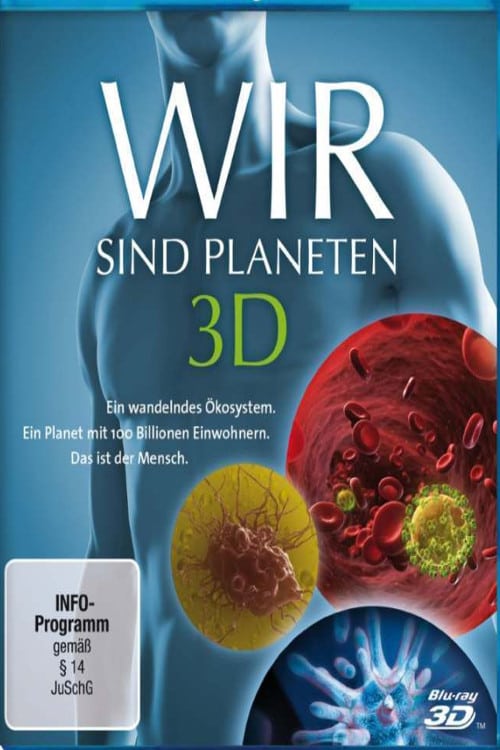 WIR
SIND PLANETEN
3D
Ein wandelndes Ökosystem.
Ein Planet mit 100 Billionen Einwohnern.
Das ist der Mensch.
INFO-
Programm
gemäß
§ 14
JuSchG
Blu-ray
3D™